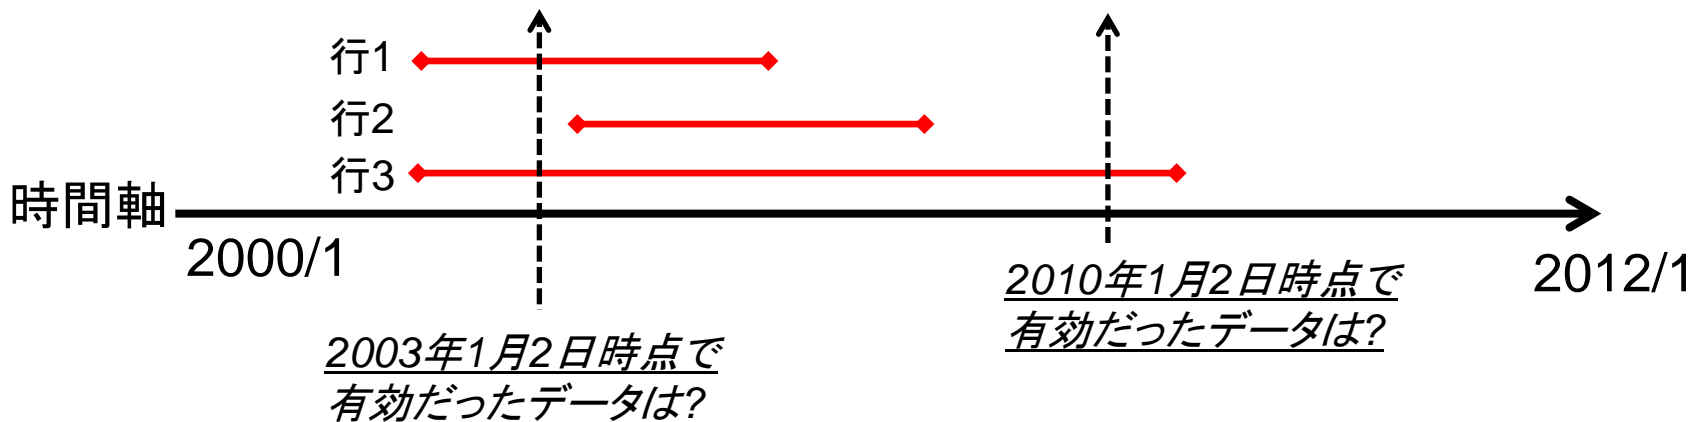 行1
行2
行3
時間軸
2000/1
2012/1
2010年1月2日時点で
有効だったデータは?
2003年1月2日時点で
有効だったデータは?